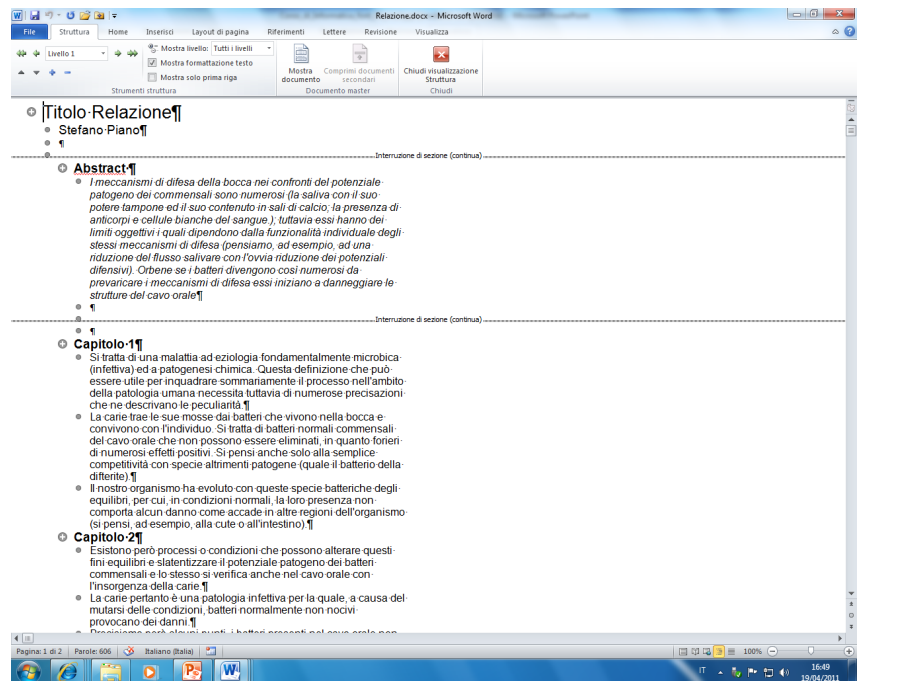 Relazione.docx - Microsoft Word
File Struttura Home Inserisci Layout di pagina Riferimenti Lettere Revisione Visualizza
Livello 1
Mostra livello: Tutti i livelli
Mostra formattazione testo
Mostra solo prima riga
Mostra documento
Comprimi documenti secondari
Chiudi visualizzazione Struttura
Strumenti struttura
Documento master
Chiudi
Titolo·Relazione¶
Stefano·Piano¶
¶
Interruzione di sezione (continua)
Abstract·¶
I·meccanismi·di·difesa·della·bocca·nei·confronti·del·potenziale·
patogeno·dei·commensali·sono·numerosi·(la·saliva·con·il·suo·
potere·tampone·ed·il·suo·contenuto·in·sali·di·calcio;·la·presenza·di·
anticorpi·e·cellule·bianche·del·sangue.);·tuttavia·essi·hanno·dei·
limiti·oggettivi·i·quali·dipendono·dalla·funzionalità·individuale·degli·
stessi·meccanismi·di·difesa·(pensiamo,·ad·esempio,·ad·una·
riduzione·del·flusso·salivare·con·l'ovvia·riduzione·dei·potenziali·
difensivi).·Orbene·se·i·batteri·divengono·così·numerosi·da·
prevaricare·i·meccanismi·di·difesa·essi·iniziano·a·danneggiare·le·
strutture·del·cavo·orale¶
¶
Interruzione di sezione (continua)
¶
Capitolo·1¶
Si·tratta·di·una·malattia·ad·eziologia·fondamentalmente·microbica·
(infettiva)·ed·a·patogenesi·chimica.·Questa·definizione·che·può·
essere·utile·per·inquadrare·sommariamente·il·processo·nell'ambito·
della·patologia·umana·necessita·tuttavia·di·numerose·precisazioni·
che·ne·descrivano·le·peculiarità.¶
La·carie·trae·le·sue·mosse·dai·batteri·che·vivono·nella·bocca·e·
convivono·con·l'individuo.·Si·tratta·di·batteri·normali·commensali·
del·cavo·orale·che·non·possono·essere·eliminati,·in·quanto·forieri·
di·numerosi·effetti·positivi.·Si·pensi·anche·solo·alla·semplice·
competitività·con·specie·altrimenti·patogene·(quale·il·batterio·della·
difterite).¶
Il·nostro·organismo·ha·evoluto·con·queste·specie·batteriche·degli·
equilibri,·per·cui,·in·condizioni·normali,·la·loro·presenza·non·
comporta·alcun·danno·come·accade·in·altre·regioni·dell'organismo·
(si·pensi,·ad·esempio,·alla·cute·o·all'intestino).¶
Capitolo·2¶
Esistono·però·processi·o·condizioni·che·possono·alterare·questi·
fini·equilibri·e·slatentizzare·il·potenziale·patogeno·dei·batteri·
commensali·e·lo·stesso·si·verifica·anche·nel·cavo·orale·con·
l'insorgenza·della·carie.¶
La·carie·pertanto·è·una·patologia·infettiva·per·la·quale,·a·causa·del·
mutarsi·delle·condizioni,·batteri·normalmente·non·nocivi·
provocano·dei·danni.¶
Precisiamo·però·alcuni·punti,·i·batteri·presenti·nel·cavo·orale·non·
Pagina: 1 di 2 Parole: 606 Italiano (Italia) 100%
IT 16:49
19/04/2011